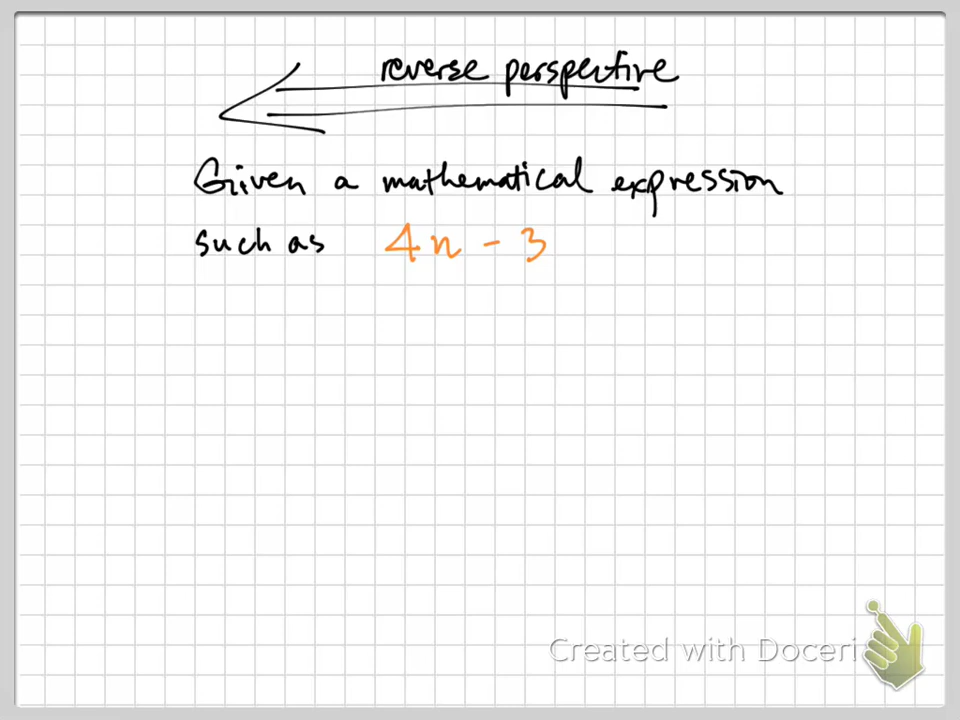 reverse perspective
Given a mathematical expression
such as 4n - 3
Created with Doceri